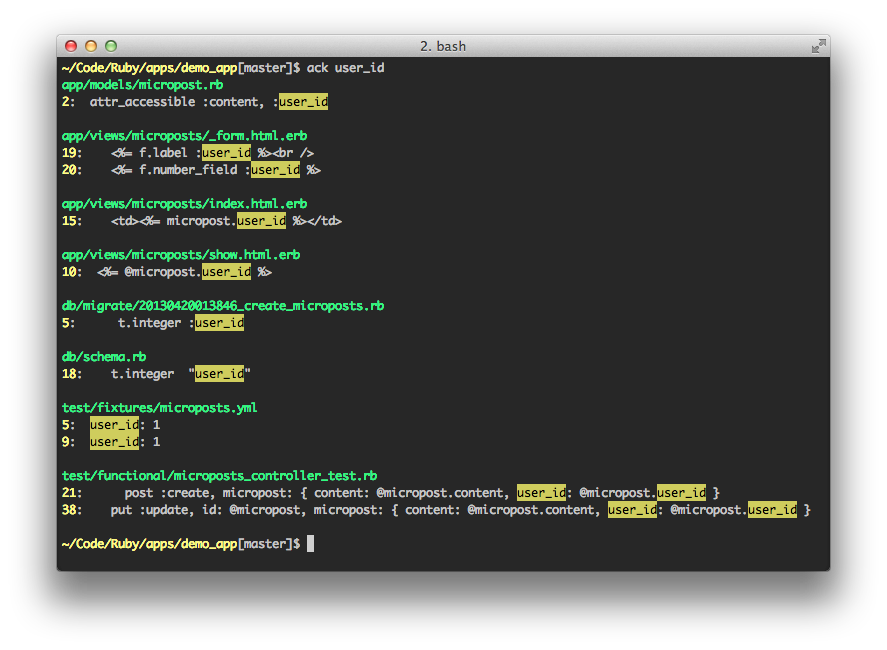 2. bash
~/Code/Ruby/apps/demo_app[master]$ ack user_id
app/models/micropost.rb
2:  attr_accessible :content, :user_id
app/views/microposts/_form.html.erb
19:    <%= f.label :user_id %><br />
20:    <%= f.number_field :user_id %>
app/views/microposts/index.html.erb
15:    <td><%= micropost.user_id %></td>
app/views/microposts/show.html.erb
10:  <%= @micropost.user_id %>
db/migrate/20130420013846_create_microposts.rb
5:      t.integer :user_id
db/schema.rb
18:    t.integer  "user_id"
test/fixtures/microposts.yml
5:  user_id: 1
9:  user_id: 1
test/functional/microposts_controller_test.rb
21:      post :create, micropost: { content: @micropost.content, user_id: @micropost.user_id }
38:    put :update, id: @micropost, micropost: { content: @micropost.content, user_id: @micropost.user_id }
~/Code/Ruby/apps/demo_app[master]$